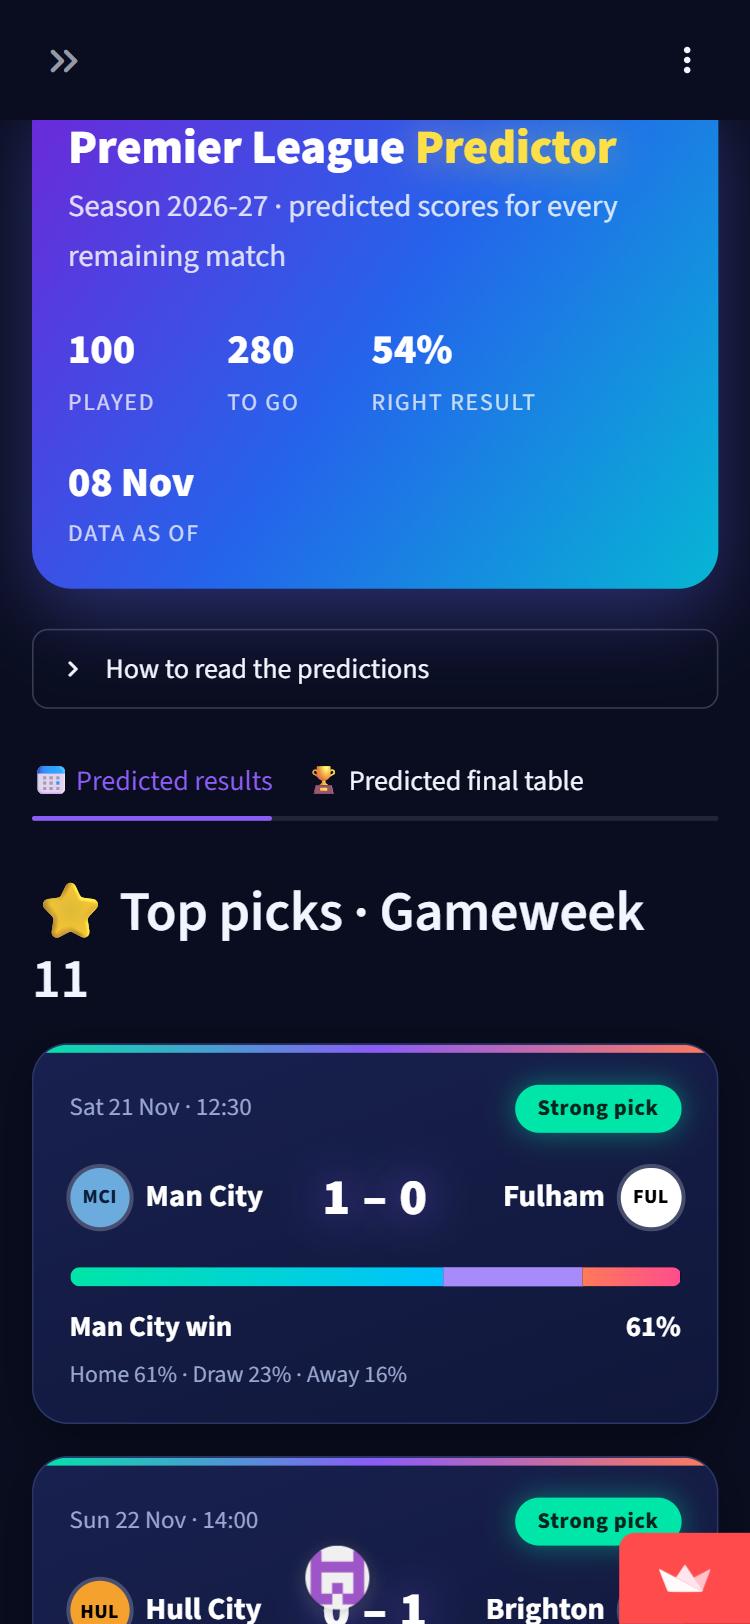 Premier League Predictor
Season 2026-27 · predicted scores for every
remaining match
100 280 54%
PLAYED TO GO RIGHT RESULT
08 Nov
DATA AS OF
How to read the predictions
Predicted results Predicted final table
Top picks · Gameweek
11
Sat 21 Nov · 12:30 Strong pick
MCI Man City 1 – 0 Fulham FUL
Man City win 61%
Home 61% · Draw 23% · Away 16%
Sun 22 Nov · 14:00 Strong pick
HUL Hull City 0 – 1 Brighton